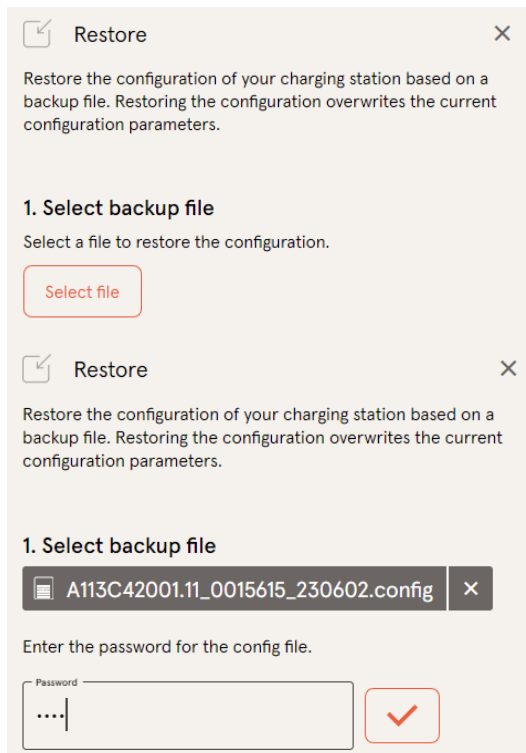 Restore
Restore the configuration of your charging station based on a
backup file. Restoring the configuration overwrites the current
configuration parameters.
1. Select backup file
Select a file to restore the configuration.
Select file
Restore
Restore the configuration of your charging station based on a
backup file. Restoring the configuration overwrites the current
configuration parameters.
1. Select backup file
A113C42001.11_0015615_230602.config
Enter the password for the config file.
Password
••••